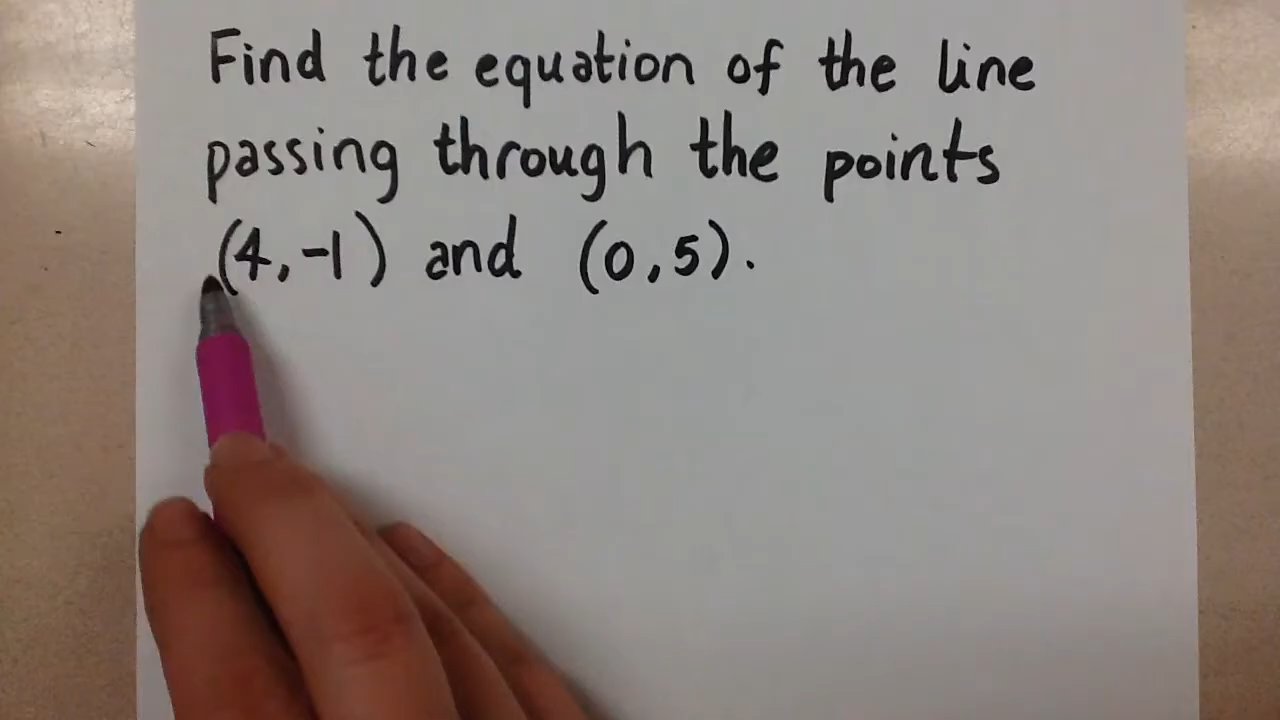 Find the equation of the line
passing through the points
(4,-1) and (0,5).